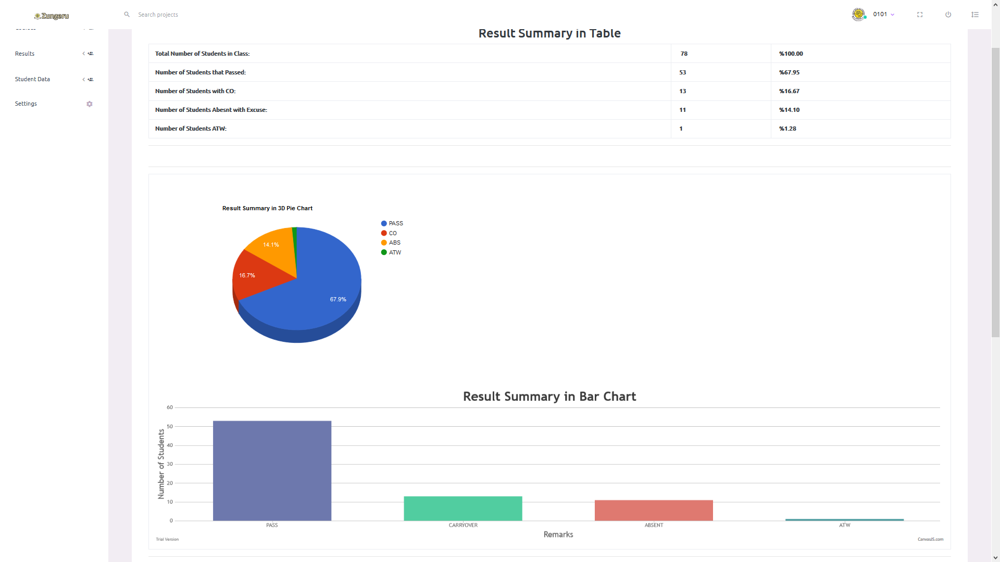 Zungeru
Search projects
0101
Results
Student Data
Settings
Result Summary in Table
Total Number of Students in Class: 78 %100.00
Number of Students that Passed: 53 %67.95
Number of Students with CO: 13 %16.67
Number of Students Abesnt with Excuse: 11 %14.10
Number of Students ATW: 1 %1.28
Result Summary in 3D Pie Chart
PASS
CO
ABS
ATW
14.1%
16.7%
67.9%
Result Summary in Bar Chart
Number of Students
60
50
40
30
20
10
0
PASS CARRYOVER ABSENT ATW
Remarks
Trial Version
CanvasJS.com